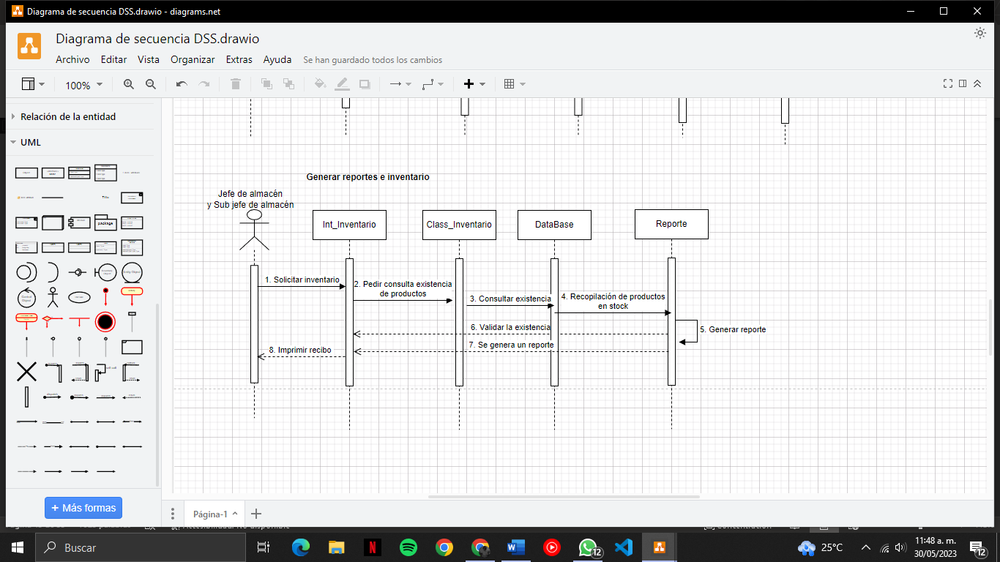 Diagrama de secuencia DSS.drawio - diagrams.net
Diagrama de secuencia DSS.drawio
Archivo Editar Vista Organizar Extras Ayuda Se han guardado todos los cambios
100%
Relación de la entidad
UML
package
Generar reportes e inventario
Jefe de almacén
y Sub jefe de almacén
Int_Inventario
Class_Inventario
DataBase
Reporte
1. Solicitar inventario
2. Pedir consulta existencia
de productos
3. Consultar existencia
4. Recopilación de productos
en stock
5. Generar reporte
6. Validar la existencia
7. Se genera un reporte
8. Imprimir recibo
+ Más formas
Página-1
Buscar
12
25°C
11:48 a. m.
30/05/2023
12